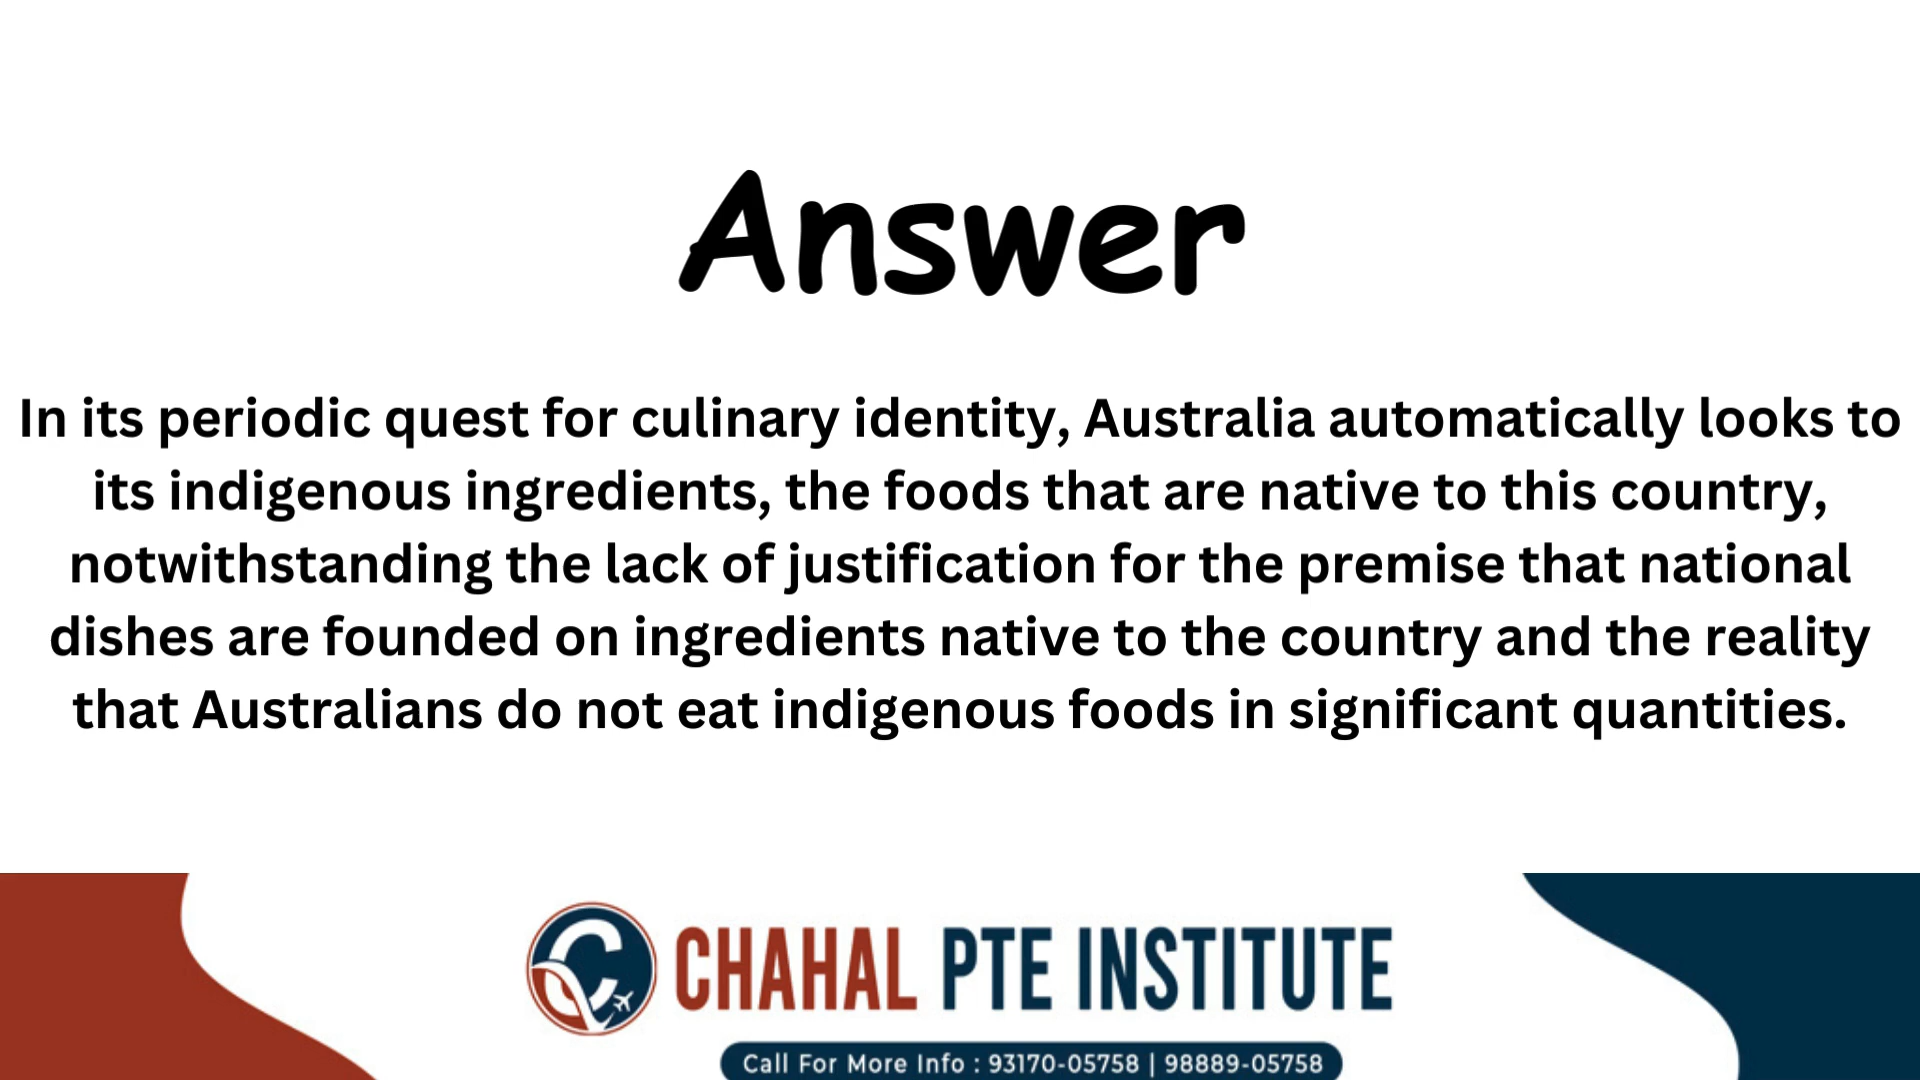 Answer
In its periodic quest for culinary identity, Australia automatically looks to
its indigenous ingredients, the foods that are native to this country,
notwithstanding the lack of justification for the premise that national
dishes are founded on ingredients native to the country and the reality
that Australians do not eat indigenous foods in significant quantities.
CHAHAL PTE INSTITUTE
Call For More Info : 93170-05758 | 98889-05758